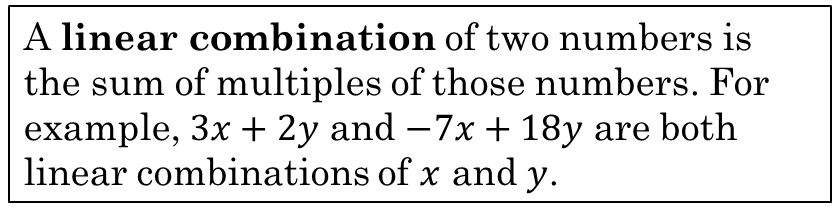 A linear combination of two numbers is
the sum of multiples of those numbers. For
example, 3𝑥 + 2𝑦 and −7𝑥 + 18𝑦 are both
linear combinations of 𝑥 and 𝑦.